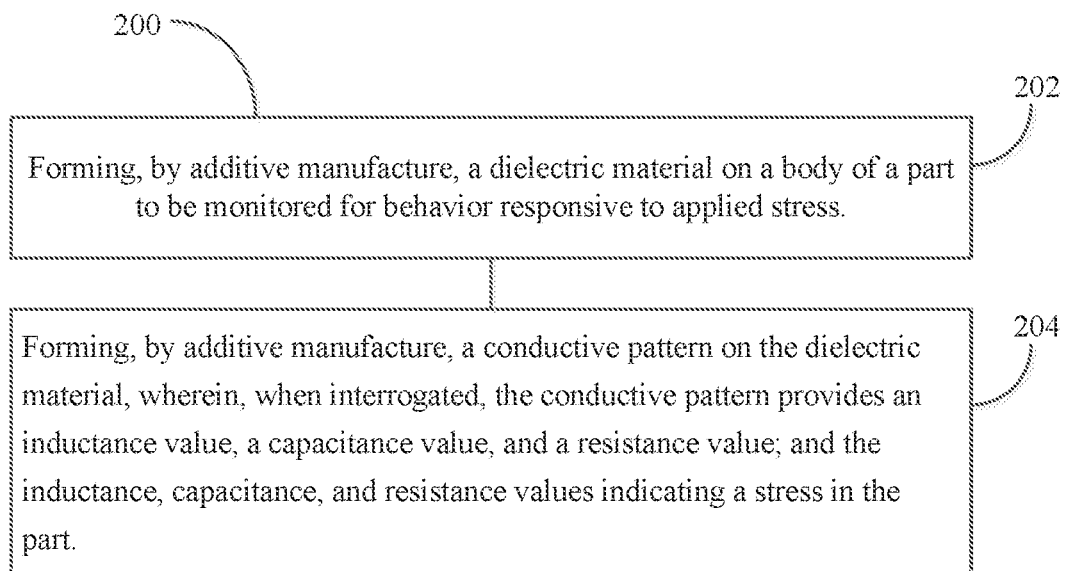 200
202
Forming, by additive manufacture, a dielectric material on a body of a part
to be monitored for behavior responsive to applied stress.
204
Forming, by additive manufacture, a conductive pattern on the dielectric
material, wherein, when interrogated, the conductive pattern provides an
inductance value, a capacitance value, and a resistance value; and the
inductance, capacitance, and resistance values indicating a stress in the
part.